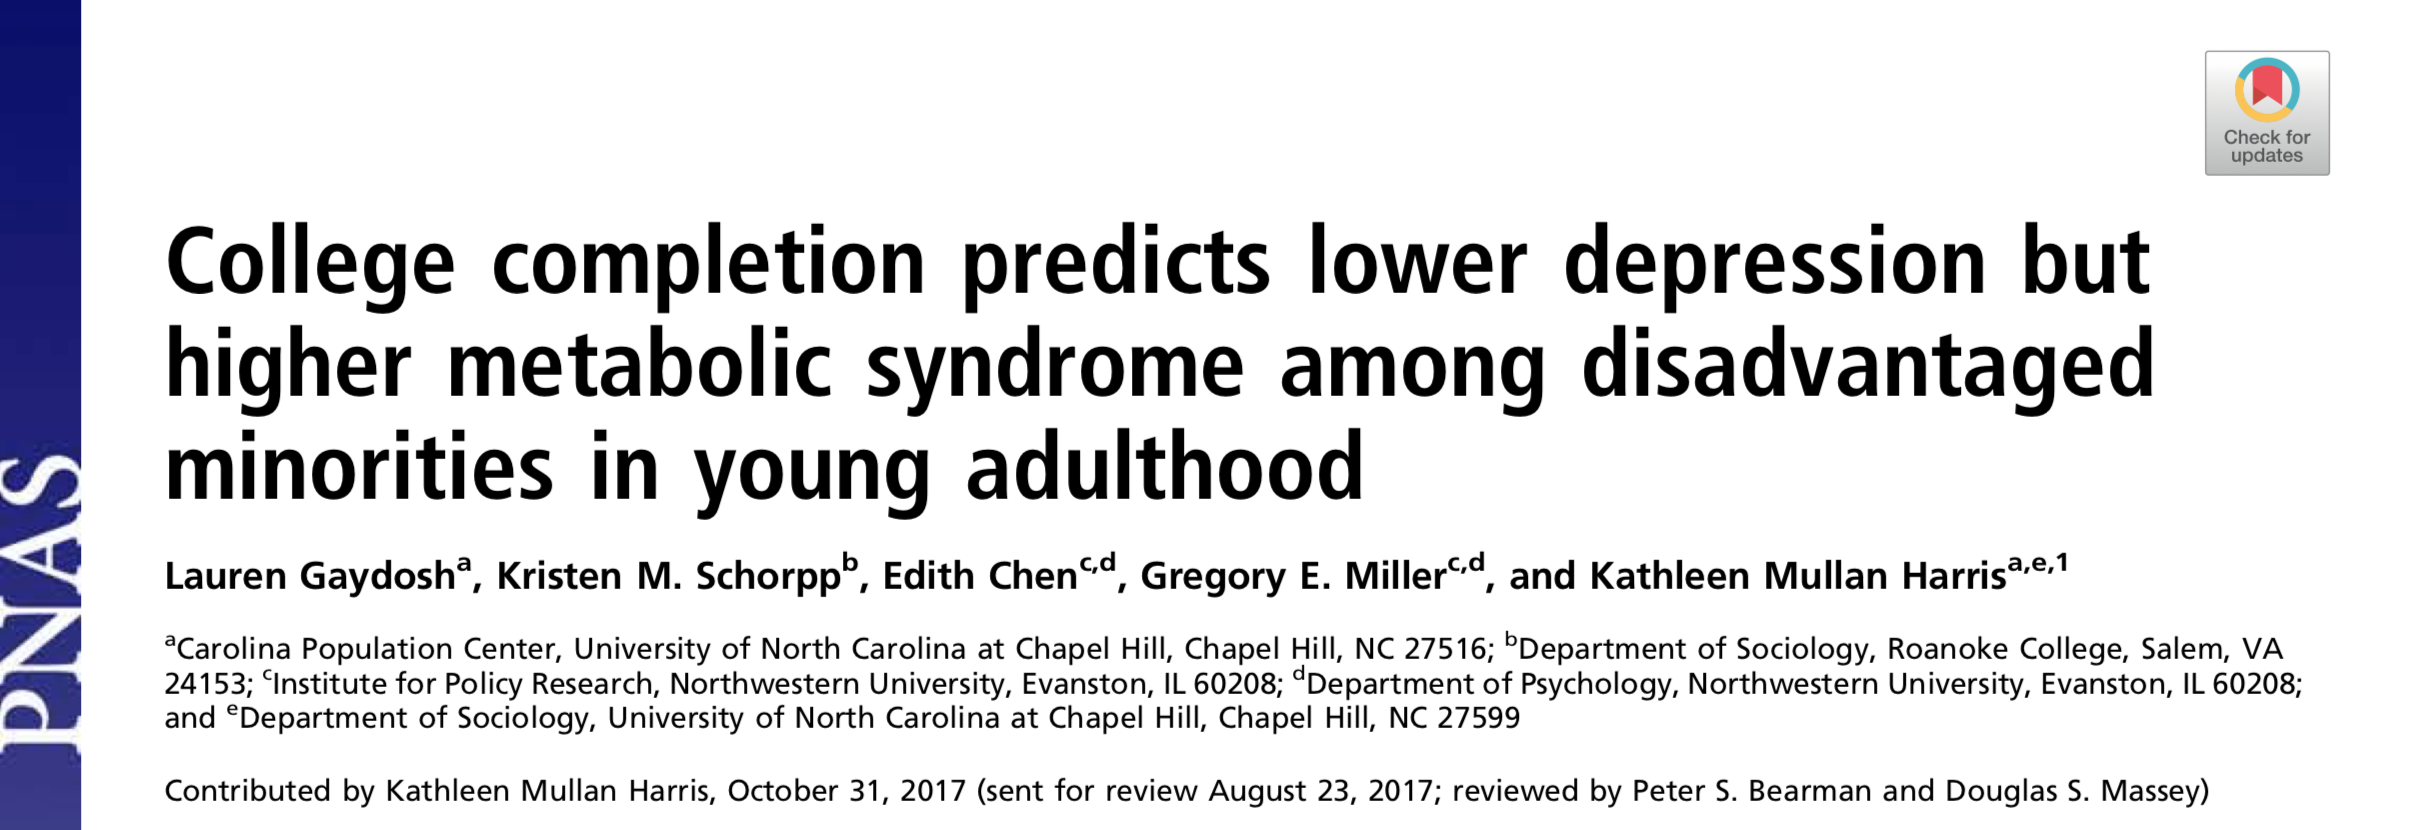 Check for
updates
College completion predicts lower depression but
higher metabolic syndrome among disadvantaged
minorities in young adulthood
Lauren Gaydoshᵃ, Kristen M. Schorppᵇ, Edith Chenᶜ,ᵈ, Gregory E. Millerᶜ,ᵈ, and Kathleen Mullan Harrisᵃ,ᵉ,¹
ᵃCarolina Population Center, University of North Carolina at Chapel Hill, Chapel Hill, NC 27516; ᵇDepartment of Sociology, Roanoke College, Salem, VA
24153; ᶜInstitute for Policy Research, Northwestern University, Evanston, IL 60208; ᵈDepartment of Psychology, Northwestern University, Evanston, IL 60208;
and ᵉDepartment of Sociology, University of North Carolina at Chapel Hill, Chapel Hill, NC 27599
Contributed by Kathleen Mullan Harris, October 31, 2017 (sent for review August 23, 2017; reviewed by Peter S. Bearman and Douglas S. Massey)
PNAS